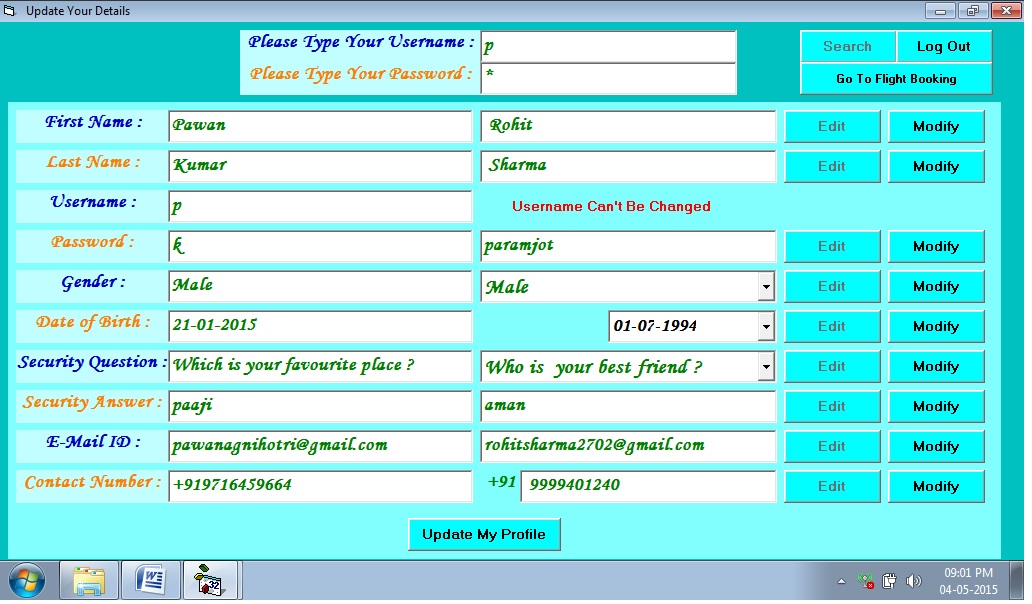 Update Your Details
Please Type Your Username : p
Search Log Out
Please Type Your Password : *
Go To Flight Booking
First Name : Pawan Rohit Edit Modify
Last Name : Kumar Sharma Edit Modify
Username : p Username Can't Be Changed
Password : k paramjot Edit Modify
Gender : Male Male Edit Modify
Date of Birth : 21-01-2015 01-07-1994 Edit Modify
Security Question : Which is your favourite place ? Who is your best friend ? Edit Modify
Security Answer : paaji aman Edit Modify
E-Mail ID : pawanagnihotri@gmail.com rohitsharma2702@gmail.com Edit Modify
Contact Number : +919716459664 +91 9999401240 Edit Modify
Update My Profile
32
09:01 PM
04-05-2015